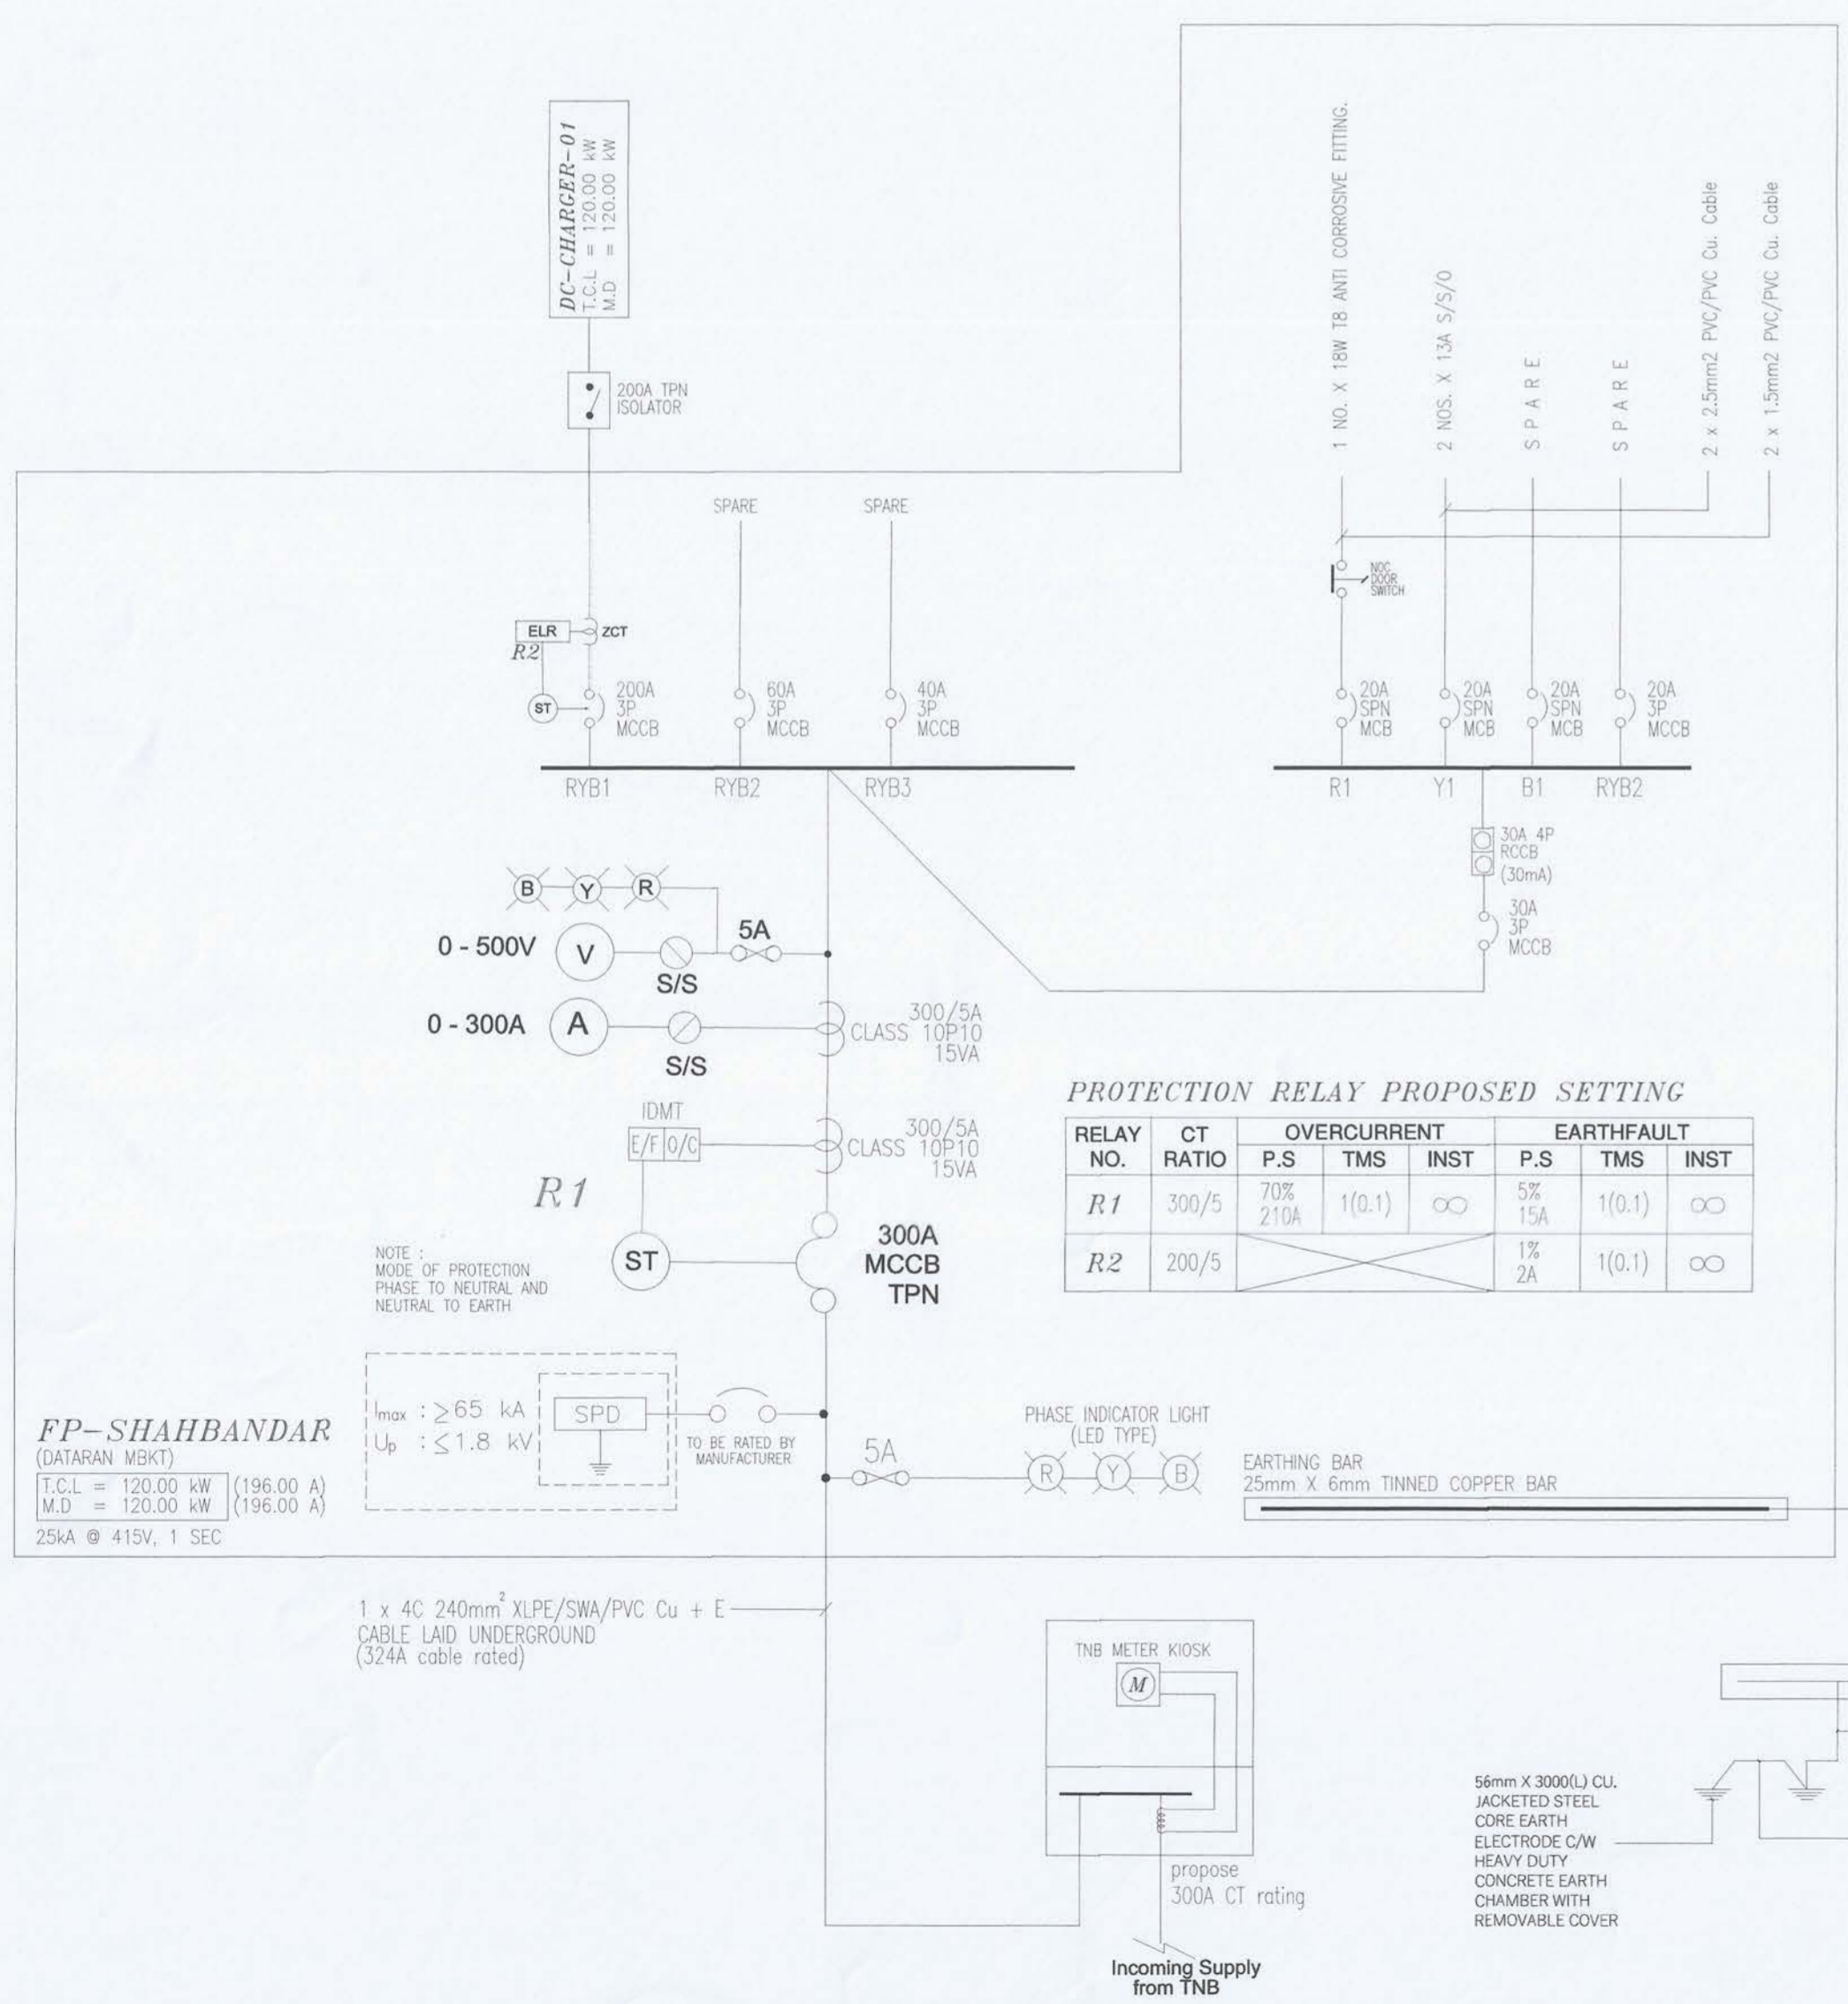 DC-CHARGER-01
T.C.L = 120.00 kW
M.D = 120.00 kW
200A TPN
ISOLATOR
1 NO. X 18W T8 ANTI CORROSIVE FITTING.
2 NOS. X 13A S/S/O
S P A R E
S P A R E
2 x 2.5mm2 PVC/PVC Cu. Cable
2 x 1.5mm2 PVC/PVC Cu. Cable
SPARE
SPARE
NOC
DOOR
SWITCH
ELR
ZCT
R2
ST
200A
3P
MCCB
60A
3P
MCCB
40A
3P
MCCB
20A
SPN
MCB
20A
SPN
MCB
20A
SPN
MCB
20A
3P
MCCB
RYB1
RYB2
RYB3
R1
Y1
B1
RYB2
30A 4P
RCCB
(30mA)
30A
3P
MCCB
B
Y
R
5A
0 - 500V
V
S/S
0 - 300A
A
S/S
300/5A
CLASS 10P10
15VA
IDMT
E/F O/C
300/5A
CLASS 10P10
15VA
R1
ST
300A
MCCB
TPN
NOTE :
MODE OF PROTECTION
PHASE TO NEUTRAL AND
NEUTRAL TO EARTH
PROTECTION RELAY PROPOSED SETTING
RELAY NO. CT RATIO OVERCURRENT EARTHFAULT
P.S TMS INST P.S TMS INST
R1 300/5 70% 210A 1(0.1) ∞ 5% 15A 1(0.1) ∞
R2 200/5 1% 2A 1(0.1) ∞
Imax : ≥65 kA
Up : ≤1.8 kV
SPD
TO BE RATED BY
MANUFACTURER
FP-SHAHBANDAR
(DATARAN MBKT)
T.C.L = 120.00 kW (196.00 A)
M.D = 120.00 kW (196.00 A)
25kA @ 415V, 1 SEC
5A
PHASE INDICATOR LIGHT
(LED TYPE)
R
Y
B
EARTHING BAR
25mm X 6mm TINNED COPPER BAR
1 x 4C 240mm² XLPE/SWA/PVC Cu + E
CABLE LAID UNDERGROUND
(324A cable rated)
TNB METER KIOSK
M
propose
300A CT rating
Incoming Supply
from TNB
56mm X 3000(L) CU.
JACKETED STEEL
CORE EARTH
ELECTRODE C/W
HEAVY DUTY
CONCRETE EARTH
CHAMBER WITH
REMOVABLE COVER